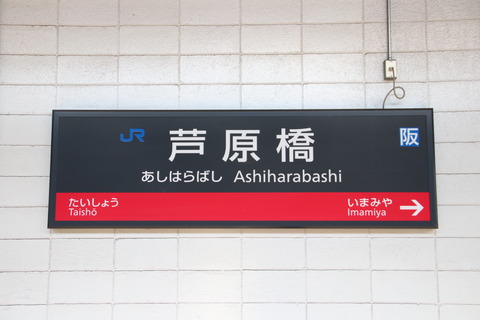 JR 芦原橋 阪
あしはらばし Ashiharabashi
たいしょう いまみや
Taishō Imamiya